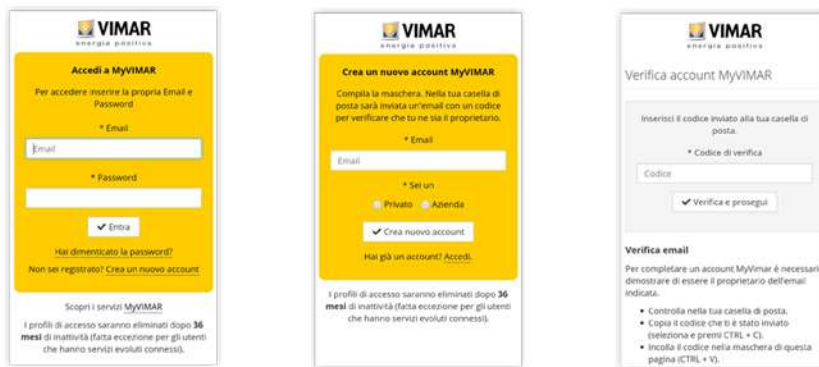 VIMAR
energia positiva
Accedi a MyVIMAR
Per accedere inserire la propria Email e
Password
* Email
Email
* Password
✔ Entra
Hai dimenticato la password?
Non sei registrato? Crea un nuovo account
Scopri i servizi MyVIMAR
I profili di accesso saranno eliminati dopo 36
mesi di inattività (fatta eccezione per gli utenti
che hanno servizi evoluti connessi).
VIMAR
energia positiva
Crea un nuovo account MyVIMAR
Compila la maschera. Nella tua casella di
posta sarà inviata un'email con un codice
per verificare che tu ne sia il proprietario.
* Email
Email
* Sei un
Privato Azienda
✔ Crea nuovo account
Hai già un account? Accedi.
I profili di accesso saranno eliminati dopo 36
mesi di inattività (fatta eccezione per gli utenti
che hanno servizi evoluti connessi).
VIMAR
energia positiva
Verifica account MyVIMAR
Inserisci il codice inviato alla tua casella di
posta.
* Codice di verifica
Codice
✔ Verifica e prosegui
Verifica email
Per completare un account MyVimar è necessari
dimostrare di essere il proprietario dell'email
indicata.
• Controlla nella tua casella di posta.
• Copia il codice che ti è stato inviato
(seleziona e premi CTRL + C).
• Incolla il codice nella maschera di questa
pagina (CTRL + V).